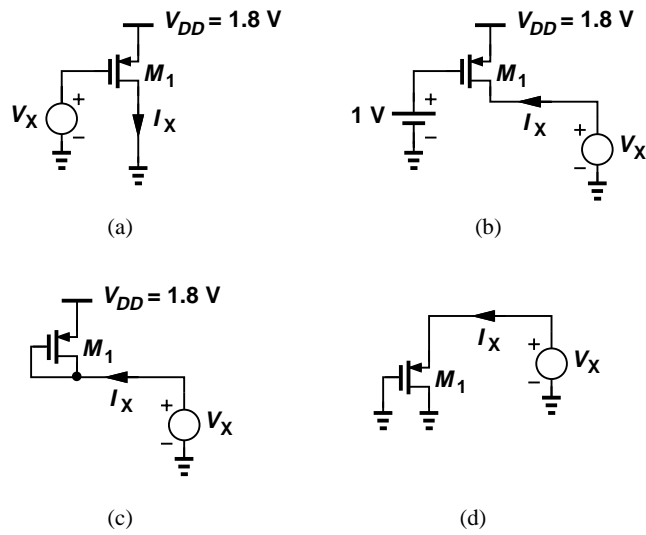 V_DD = 1.8 V
M_1
V_X
+
−
I_X
(a)
V_DD = 1.8 V
M_1
1 V
+
−
I_X
+
−
V_X
(b)
V_DD = 1.8 V
M_1
I_X
+
−
V_X
(c)
I_X
M_1
+
−
V_X
(d)